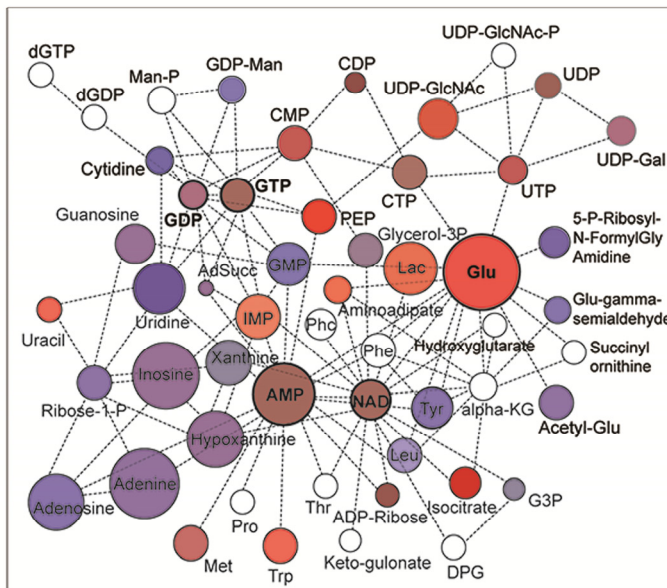 dGTP
UDP-GlcNAc-P
Man-P
GDP-Man
CDP
UDP
dGDP
UDP-GlcNAc
CMP
UDP-Gal
Cytidine
CTP
UTP
GTP
GDP
PEP
Guanosine
Glycerol-3P
5-P-Ribosyl-
N-FormylGly
Amidine
GMP
Lac
Glu
AdSucc
Uridine
IMP
Aminoadipate
Glu-gamma-
semialdehyde
Uracil
Pho
Hydroxyglutarate
Xanthine
Phe
Succinyl
ornithine
Inosine
Ribose-1-P
AMP
NAD
Tyr
alpha-KG
Acetyl-Glu
Hypoxanthine
Leu
Adenine
Adenosine
Pro
Thr
ADP-Ribose
Isocitrate
G3P
Met
Trp
Keto-gulonate
DPG